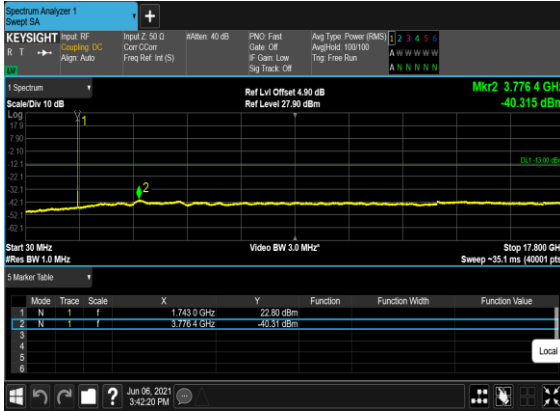 Spectrum Analyzer 1
Swept SA
+
KEYSIGHT Input: RF Input Z: 50 Ω #Atten: 40 dB PNO: Fast Avg Type: Power (RMS) 1 2 3 4 5 6
R T Coupling: DC Corr CCorr Gate: Off Avg|Hold: 100/100 A W W W W W
Align: Auto Freq Ref: Int (S) IF Gain: Low Trig: Free Run
Sig Track: Off A N N N N N
1 Spectrum
Ref Lvl Offset 4.90 dB Mkr2 3.776 4 GHz
Scale/Div 10 dB Ref Level 27.90 dBm -40.315 dBm
Log
17.9
7.90
-2.10
-12.1
DL1 -13.00 dBm
-22.1
-32.1
-42.1
-52.1
-62.1
1
2
Start 30 MHz Video BW 3.0 MHz* Stop 17.800 GH
#Res BW 1.0 MHz Sweep ~35.1 ms (40001 pts
5 Marker Table
Mode Trace Scale X Y Function Function Width Function Value
1 N 1 f 1.743 0 GHz 22.80 dBm
2 N 1 f 3.776 4 GHz -40.31 dBm
3
4
5
6
Local
?
Jun 06, 2021
3:42:20 PM